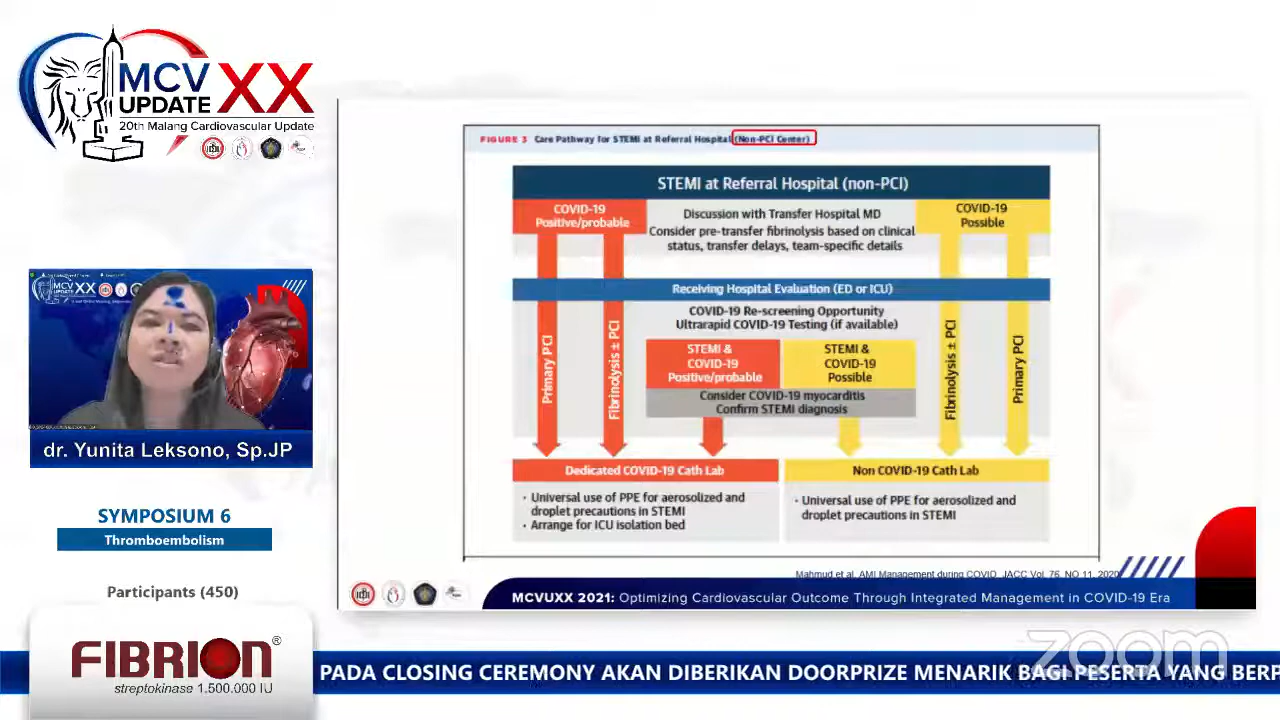 MCV
UPDATE
XX
20th Malang Cardiovascular Update
MCV XX
UPDATE
dr. Yunita Leksono, Sp.JP
SYMPOSIUM 6
Thromboembolism
Participants (450)
FIBRION®
streptokinase 1.500.000 IU
FIGURE 3 Care Pathway for STEMI at Referral Hospital (Non-PCI Center)
STEMI at Referral Hospital (non-PCI)
COVID-19
Positive/probable
Discussion with Transfer Hospital MD
Consider pre-transfer fibrinolysis based on clinical
status, transfer delays, team-specific details
COVID-19
Possible
Receiving Hospital Evaluation (ED or ICU)
COVID-19 Re-screening Opportunity
Ultrarapid COVID-19 Testing (if available)
Primary PCI
Fibrinolysis ± PCI
STEMI &
COVID-19
Positive/probable
STEMI &
COVID-19
Possible
Consider COVID-19 myocarditis
Confirm STEMI diagnosis
Fibrinolysis ± PCI
Primary PCI
Dedicated COVID-19 Cath Lab
Non COVID-19 Cath Lab
· Universal use of PPE for aerosolized and
droplet precautions in STEMI
· Arrange for ICU isolation bed
· Universal use of PPE for aerosolized and
droplet precautions in STEMI
Mahmud et al. AMI Management during COVID. JACC Vol. 76, NO 11, 2020
MCVUXX 2021: Optimizing Cardiovascular Outcome Through Integrated Management in COVID-19 Era
zoom
PADA CLOSING CEREMONY AKAN DIBERIKAN DOORPRIZE MENARIK BAGI PESERTA YANG BERP